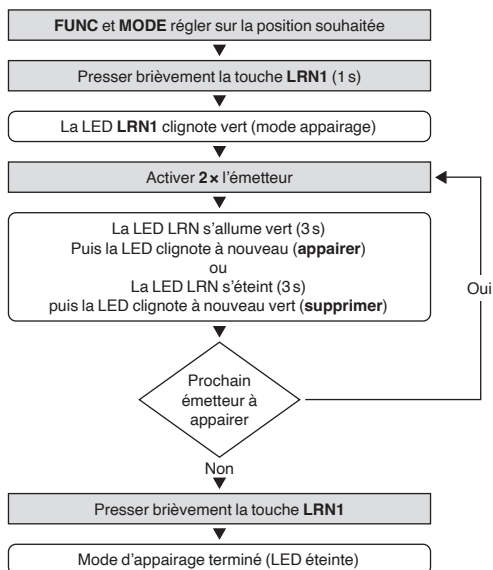 FUNC et MODE régler sur la position souhaitée
Presser brièvement la touche LRN1 (1 s)
La LED LRN1 clignote vert (mode appairage)
Activer 2× l’émetteur
La LED LRN s’allume vert (3 s)
Puis la LED clignote à nouveau (appairer)
ou
La LED LRN s’éteint (3 s)
puis la LED clignote à nouveau vert (supprimer)
Oui
Prochain
émetteur à
appairer
Non
Presser brièvement la touche LRN1
Mode d’appairage terminé (LED éteinte)